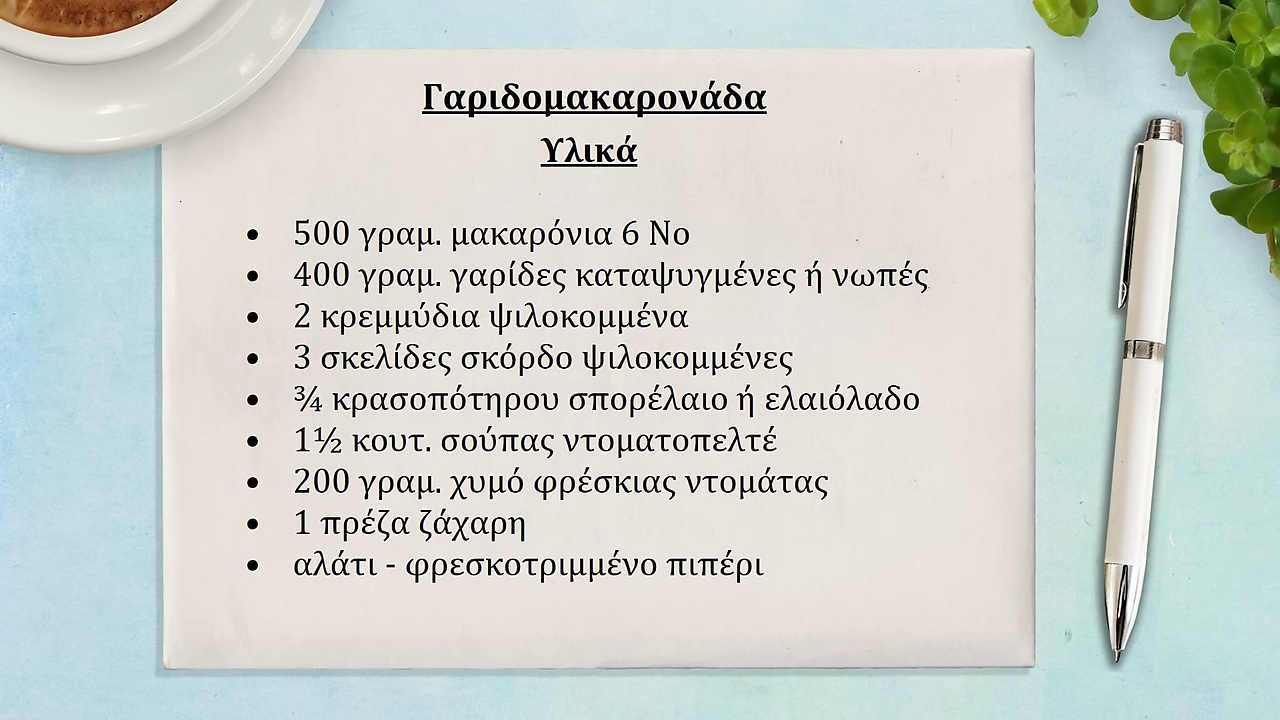 Γαριδομακαρονάδα
Υλικά
• 500 γραμ. μακαρόνια 6 Νο
• 400 γραμ. γαρίδες καταψυγμένες ή νωπές
• 2 κρεμμύδια ψιλοκομμένα
• 3 σκελίδες σκόρδο ψιλοκομμένες
• ¾ κρασοπότηρου σπορέλαιο ή ελαιόλαδο
• 1½ κουτ. σούπας ντοματοπελτέ
• 200 γραμ. χυμό φρέσκιας ντομάτας
• 1 πρέζα ζάχαρη
• αλάτι - φρεσκοτριμμένο πιπέρι